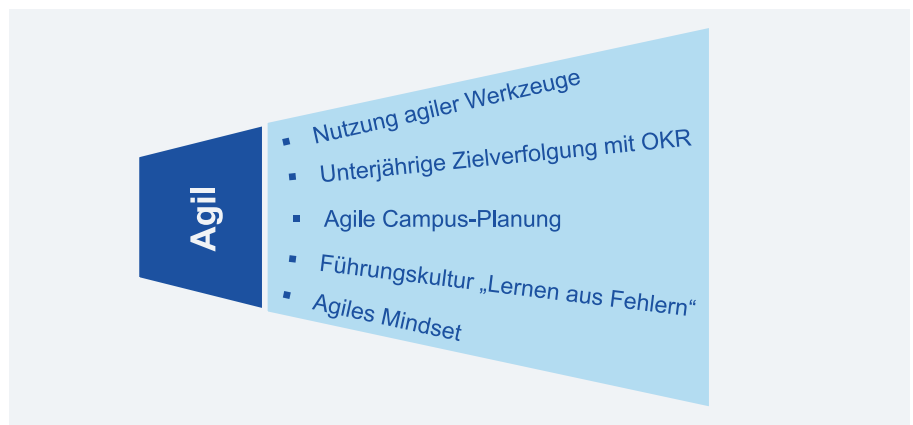 Agil
▪ Nutzung agiler Werkzeuge
▪ Unterjährige Zielverfolgung mit OKR
▪ Agile Campus-Planung
▪ Führungskultur „Lernen aus Fehlern“
▪ Agiles Mindset